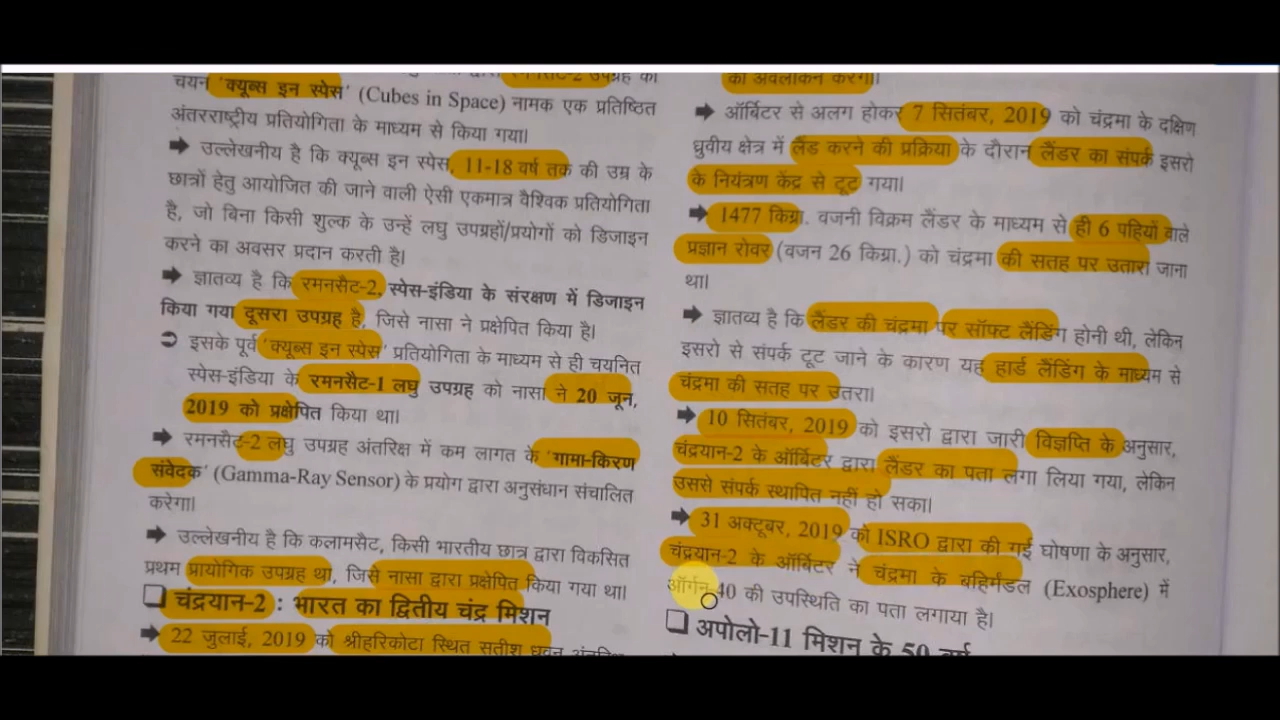 चयन 'क्यूब्स इन स्पेस' (Cubes in Space) नामक एक प्रतिष्ठित
अंतरराष्ट्रीय प्रतियोगिता के माध्यम से किया गया।
➡ उल्लेखनीय है कि क्यूब्स इन स्पेस, 11-18 वर्ष तक की उम्र के
छात्रों हेतु आयोजित की जाने वाली ऐसी एकमात्र वैश्विक प्रतियोगिता
है, जो बिना किसी शुल्क के उन्हें लघु उपग्रहों/प्रयोगों को डिजाइन
करने का अवसर प्रदान करती है।
➡ ज्ञातव्य है कि रमनसैट-2, स्पेस-इंडिया के संरक्षण में डिजाइन
किया गया दूसरा उपग्रह है, जिसे नासा ने प्रक्षेपित किया है।
➲ इसके पूर्व 'क्यूब्स इन स्पेस' प्रतियोगिता के माध्यम से ही चयनित
स्पेस-इंडिया के रमनसैट-1 लघु उपग्रह को नासा ने 20 जून,
2019 को प्रक्षेपित किया था।
➡ रमनसैट-2 लघु उपग्रह अंतरिक्ष में कम लागत के 'गामा-किरण
संवेदक' (Gamma-Ray Sensor) के प्रयोग द्वारा अनुसंधान संचालित
करेगा।
➡ उल्लेखनीय है कि कलामसैट, किसी भारतीय छात्र द्वारा विकसित
प्रथम प्रायोगिक उपग्रह था, जिसे नासा द्वारा प्रक्षेपित किया गया था।
❑ चंद्रयान-2 : भारत का द्वितीय चंद्र मिशन
➡ 22 जुलाई, 2019 को श्रीहरिकोटा स्थित सतीश धवन
का अवलोकन करेगा।
➡ ऑर्बिटर से अलग होकर 7 सितंबर, 2019 को चंद्रमा के दक्षिण
ध्रुवीय क्षेत्र में लैंड करने की प्रक्रिया के दौरान लैंडर का संपर्क इसरो
के नियंत्रण केंद्र से टूट गया।
➡ 1477 किग्रा. वजनी विक्रम लैंडर के माध्यम से ही 6 पहियों वाले
प्रज्ञान रोवर (वजन 26 किग्रा.) को चंद्रमा की सतह पर उतारा जाना
था।
➡ ज्ञातव्य है कि लैंडर की चंद्रमा पर सॉफ्ट लैंडिंग होनी थी, लेकिन
इसरो से संपर्क टूट जाने के कारण यह हार्ड लैंडिंग के माध्यम से
चंद्रमा की सतह पर उतरा।
➡ 10 सितंबर, 2019 को इसरो द्वारा जारी विज्ञप्ति के अनुसार,
चंद्रयान-2 के ऑर्बिटर द्वारा लैंडर का पता लगा लिया गया, लेकिन
उससे संपर्क स्थापित नहीं हो सका।
➡ 31 अक्टूबर, 2019 को ISRO द्वारा की गई घोषणा के अनुसार,
चंद्रयान-2 के ऑर्बिटर ने चंद्रमा के बहिर्मंडल (Exosphere) में
ऑर्गन 40 की उपस्थिति का पता लगाया है।
❑ अपोलो-11 मिशन के 50 वर्ष